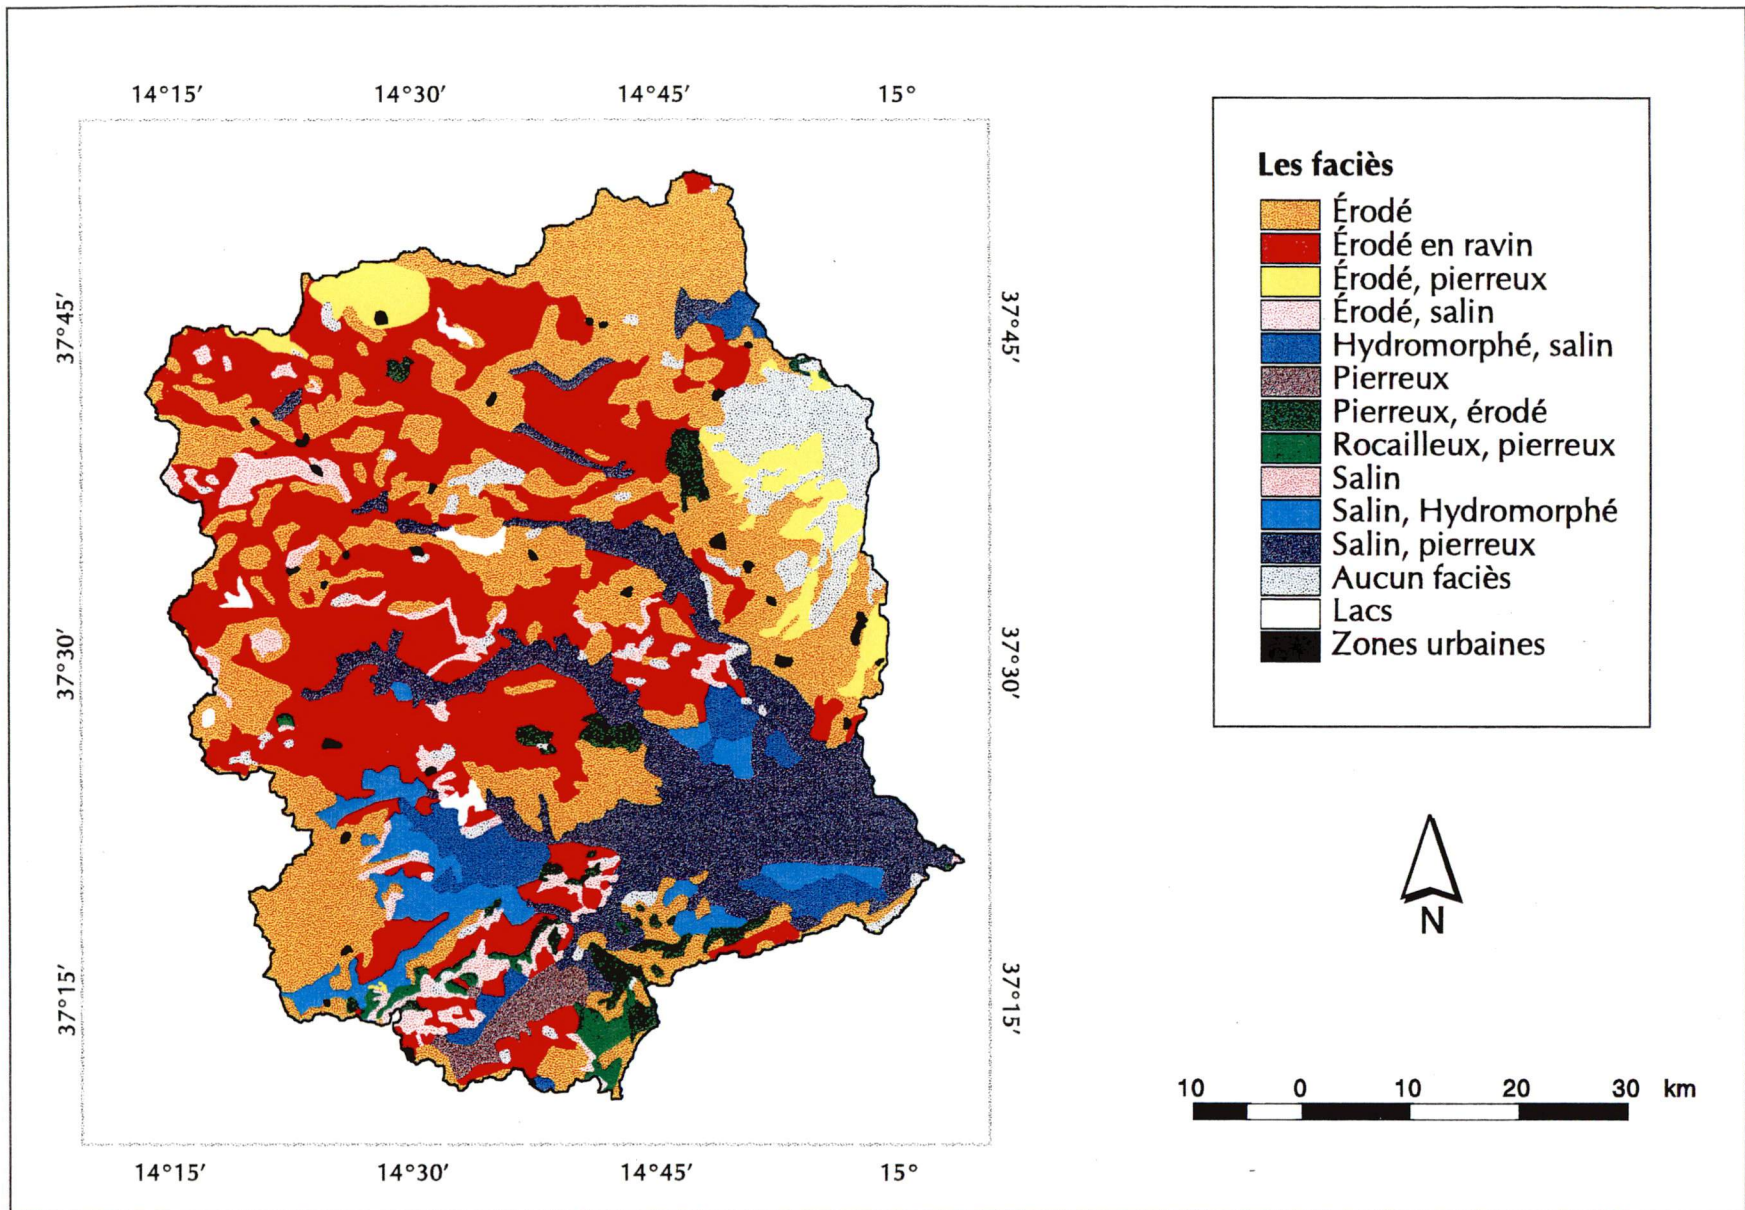 14°15′ 14°30′ 14°45′ 15°
37°45′
37°30′
37°15′
37°45′
37°30′
37°15′
14°15′ 14°30′ 14°45′ 15°
Les faciès
Érodé
Érodé en ravin
Érodé, pierreux
Érodé, salin
Hydromorphé, salin
Pierreux
Pierreux, érodé
Rocailleux, pierreux
Salin
Salin, Hydromorphé
Salin, pierreux
Aucun faciès
Lacs
Zones urbaines
N
10 0 10 20 30 km